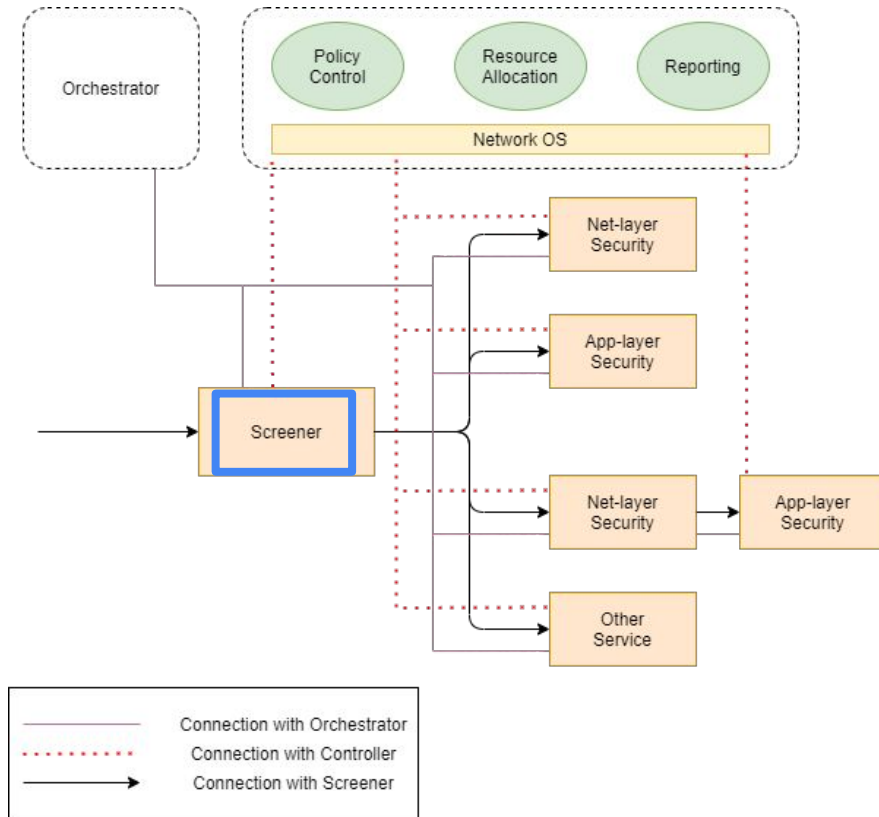 Orchestrator
Policy
Control
Resource
Allocation
Reporting
Network OS
Net-layer
Security
App-layer
Security
Screener
Net-layer
Security
App-layer
Security
Other
Service
Connection with Orchestrator
Connection with Controller
Connection with Screener